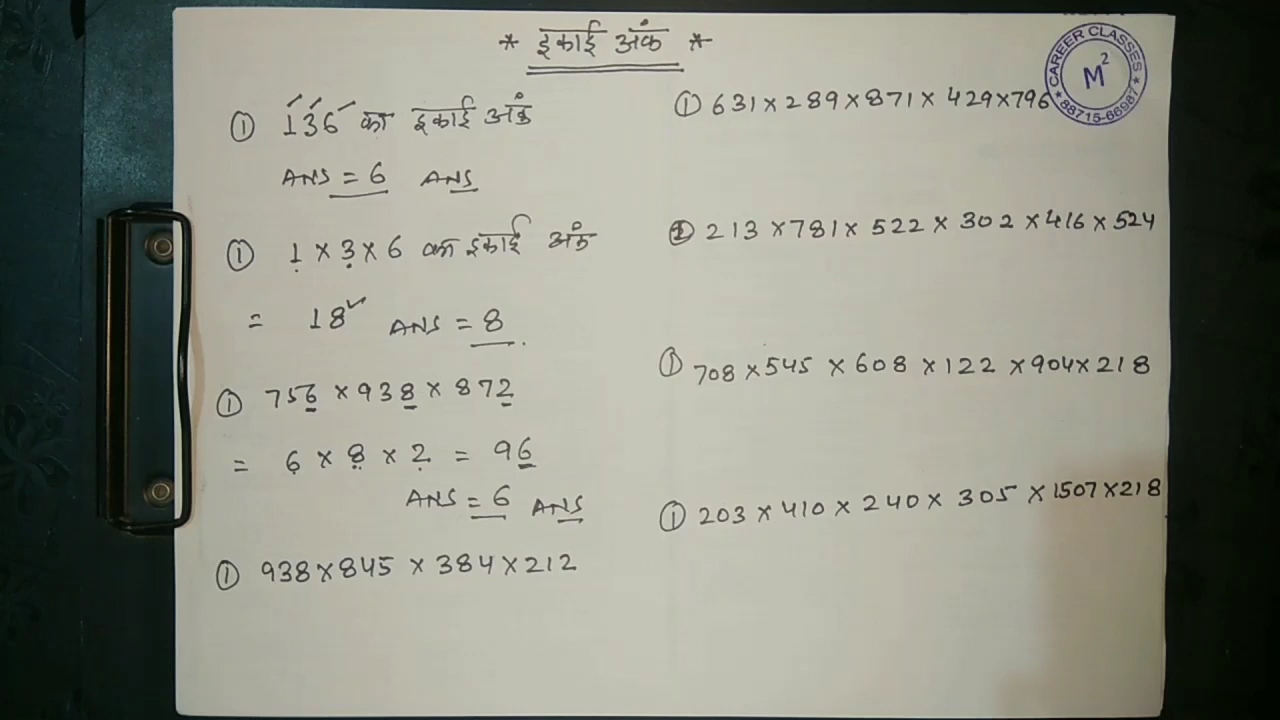 * इकाई अंक *
① 136 का इकाई अंक
ANS = 6 ANS
① 1 × 3 × 6 का इकाई अंक
= 18 ANS = 8
① 756 × 938 × 872
= 6 × 8 × 2 = 96
ANS = 6 ANS
① 938 × 845 × 384 × 212
① 631 × 289 × 871 × 429 × 796
② 213 × 781 × 522 × 302 × 416 × 524
① 708 × 545 × 608 × 122 × 904 × 218
① 203 × 410 × 240 × 305 × 1507 × 218
CAREER CLASSES
M²
* 88715-66987 *